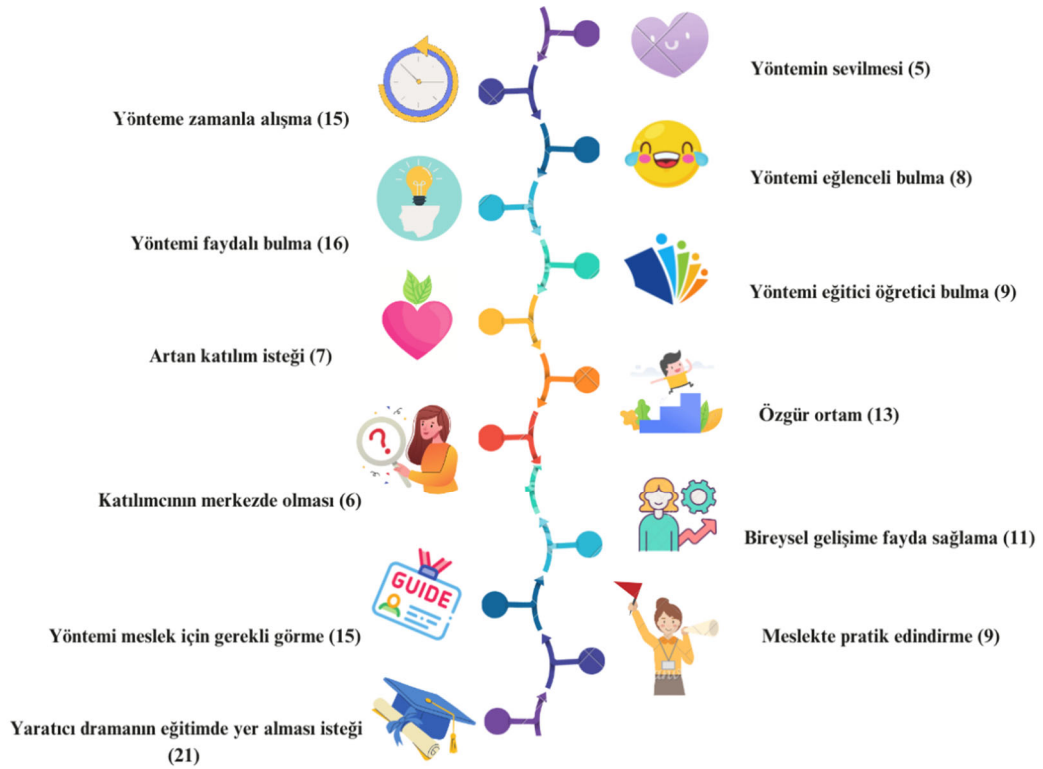 Yöntemin sevilmesi (5)
Yönteme zamanla alışma (15)
Yöntemi eğlenceli bulma (8)
Yöntemi faydalı bulma (16)
Yöntemi eğitici öğretici bulma (9)
Artan katılım isteği (7)
Özgür ortam (13)
Katılımcının merkezde olması (6)
Bireysel gelişime fayda sağlama (11)
GUIDE
Yöntemi meslek için gerekli görme (15)
Meslekte pratik edindirme (9)
Yaratıcı dramanın eğitimde yer alması isteği
(21)